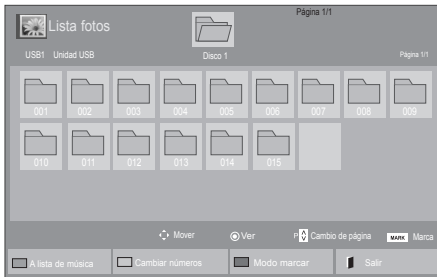 Página 1/1
Lista fotos
USB1 Unidad USB Disco 1 Página 1/1
001 002 003 004 005 006 007 008 009
010 011 012 013 014 015
Mover Ver P Cambio de página MARK Marca
A lista de música Cambiar números Modo marcar Salir